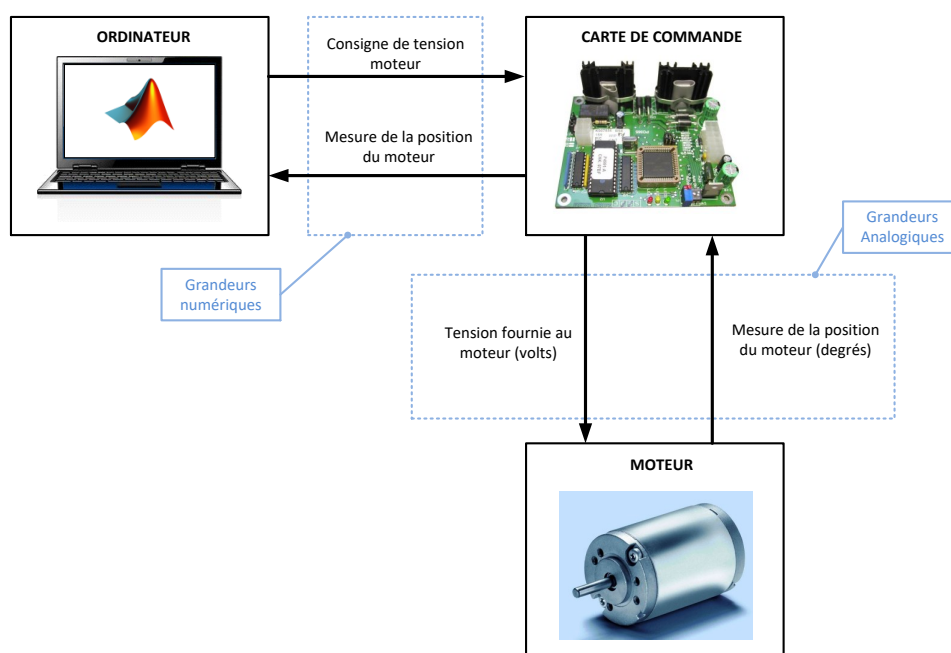 ORDINATEUR
Consigne de tension
moteur
CARTE DE COMMANDE
Mesure de la position
du moteur
Grandeurs
numériques
Grandeurs
Analogiques
Tension fournie au
moteur (volts)
Mesure de la position
du moteur (degrés)
MOTEUR